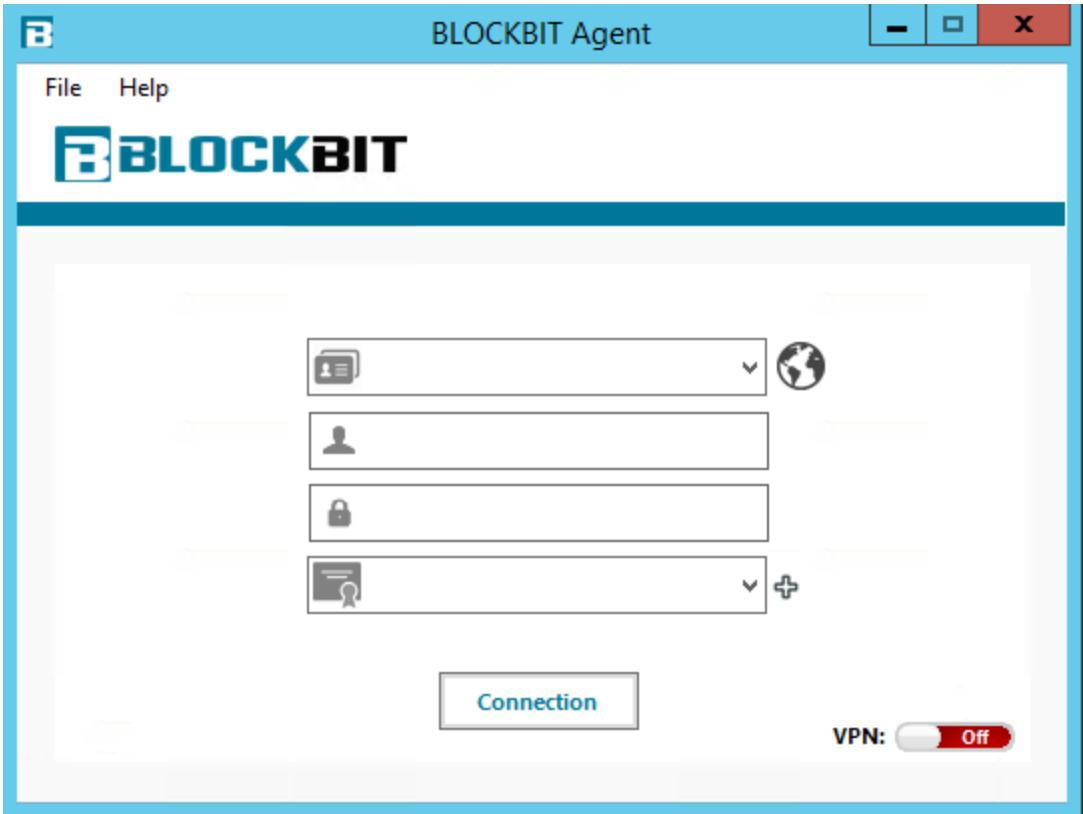 BLOCKBIT Agent
File Help
BLOCKBIT
Connection
VPN: Off